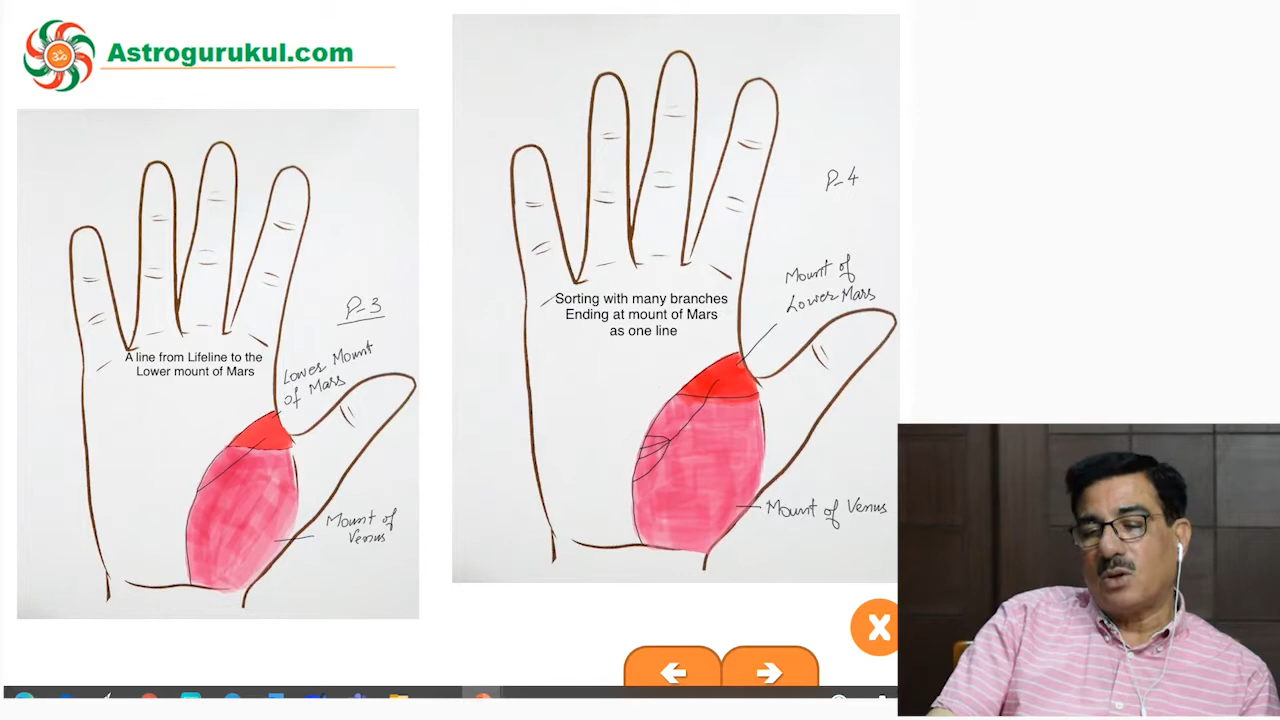 Astrogurukul.com
P-3
A line from Lifeline to the
Lower mount of Mars
Lower Mount
of Mars
Mount of
Venus
P-4
Sorting with many branches
Ending at mount of Mars
as one line
Mount of
Lower Mars
Mount of Venus
X